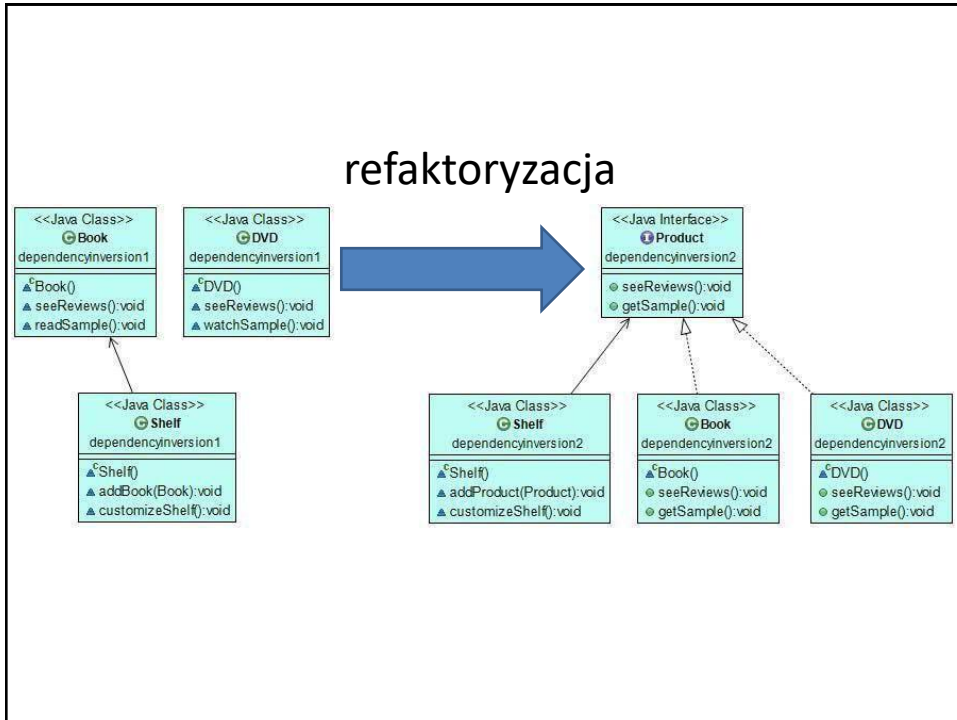 refaktoryzacja
<<Java Class>>
Book
dependencyinversion1
Book()
seeReviews():void
readSample():void
<<Java Class>>
DVD
dependencyinversion1
DVD()
seeReviews():void
watchSample():void
<<Java Interface>>
Product
dependencyinversion2
seeReviews():void
getSample():void
<<Java Class>>
Shelf
dependencyinversion1
Shelf()
addBook(Book):void
customizeShelf():void
<<Java Class>>
Shelf
dependencyinversion2
Shelf()
addProduct(Product):void
customizeShelf():void
<<Java Class>>
Book
dependencyinversion2
Book()
seeReviews():void
getSample():void
<<Java Class>>
DVD
dependencyinversion2
DVD()
seeReviews():void
getSample():void